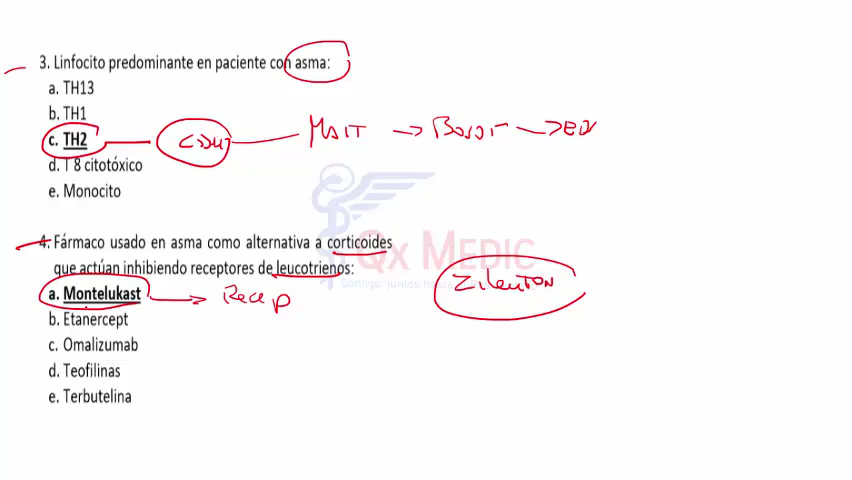 3. Linfocito predominante en paciente con asma:
a. TH13
b. TH1
c. TH2
MAST
d. T 8 citotóxico
e. Monocito
4. Fármaco usado en asma como alternativa a corticoides
que actúan inhibiendo receptores de leucotrienos:
QX MEDIC
a. Montelukast
Recep
Zileuton
b. Etanercept
c. Omalizumab
d. Teofilinas
e. Terbutelina